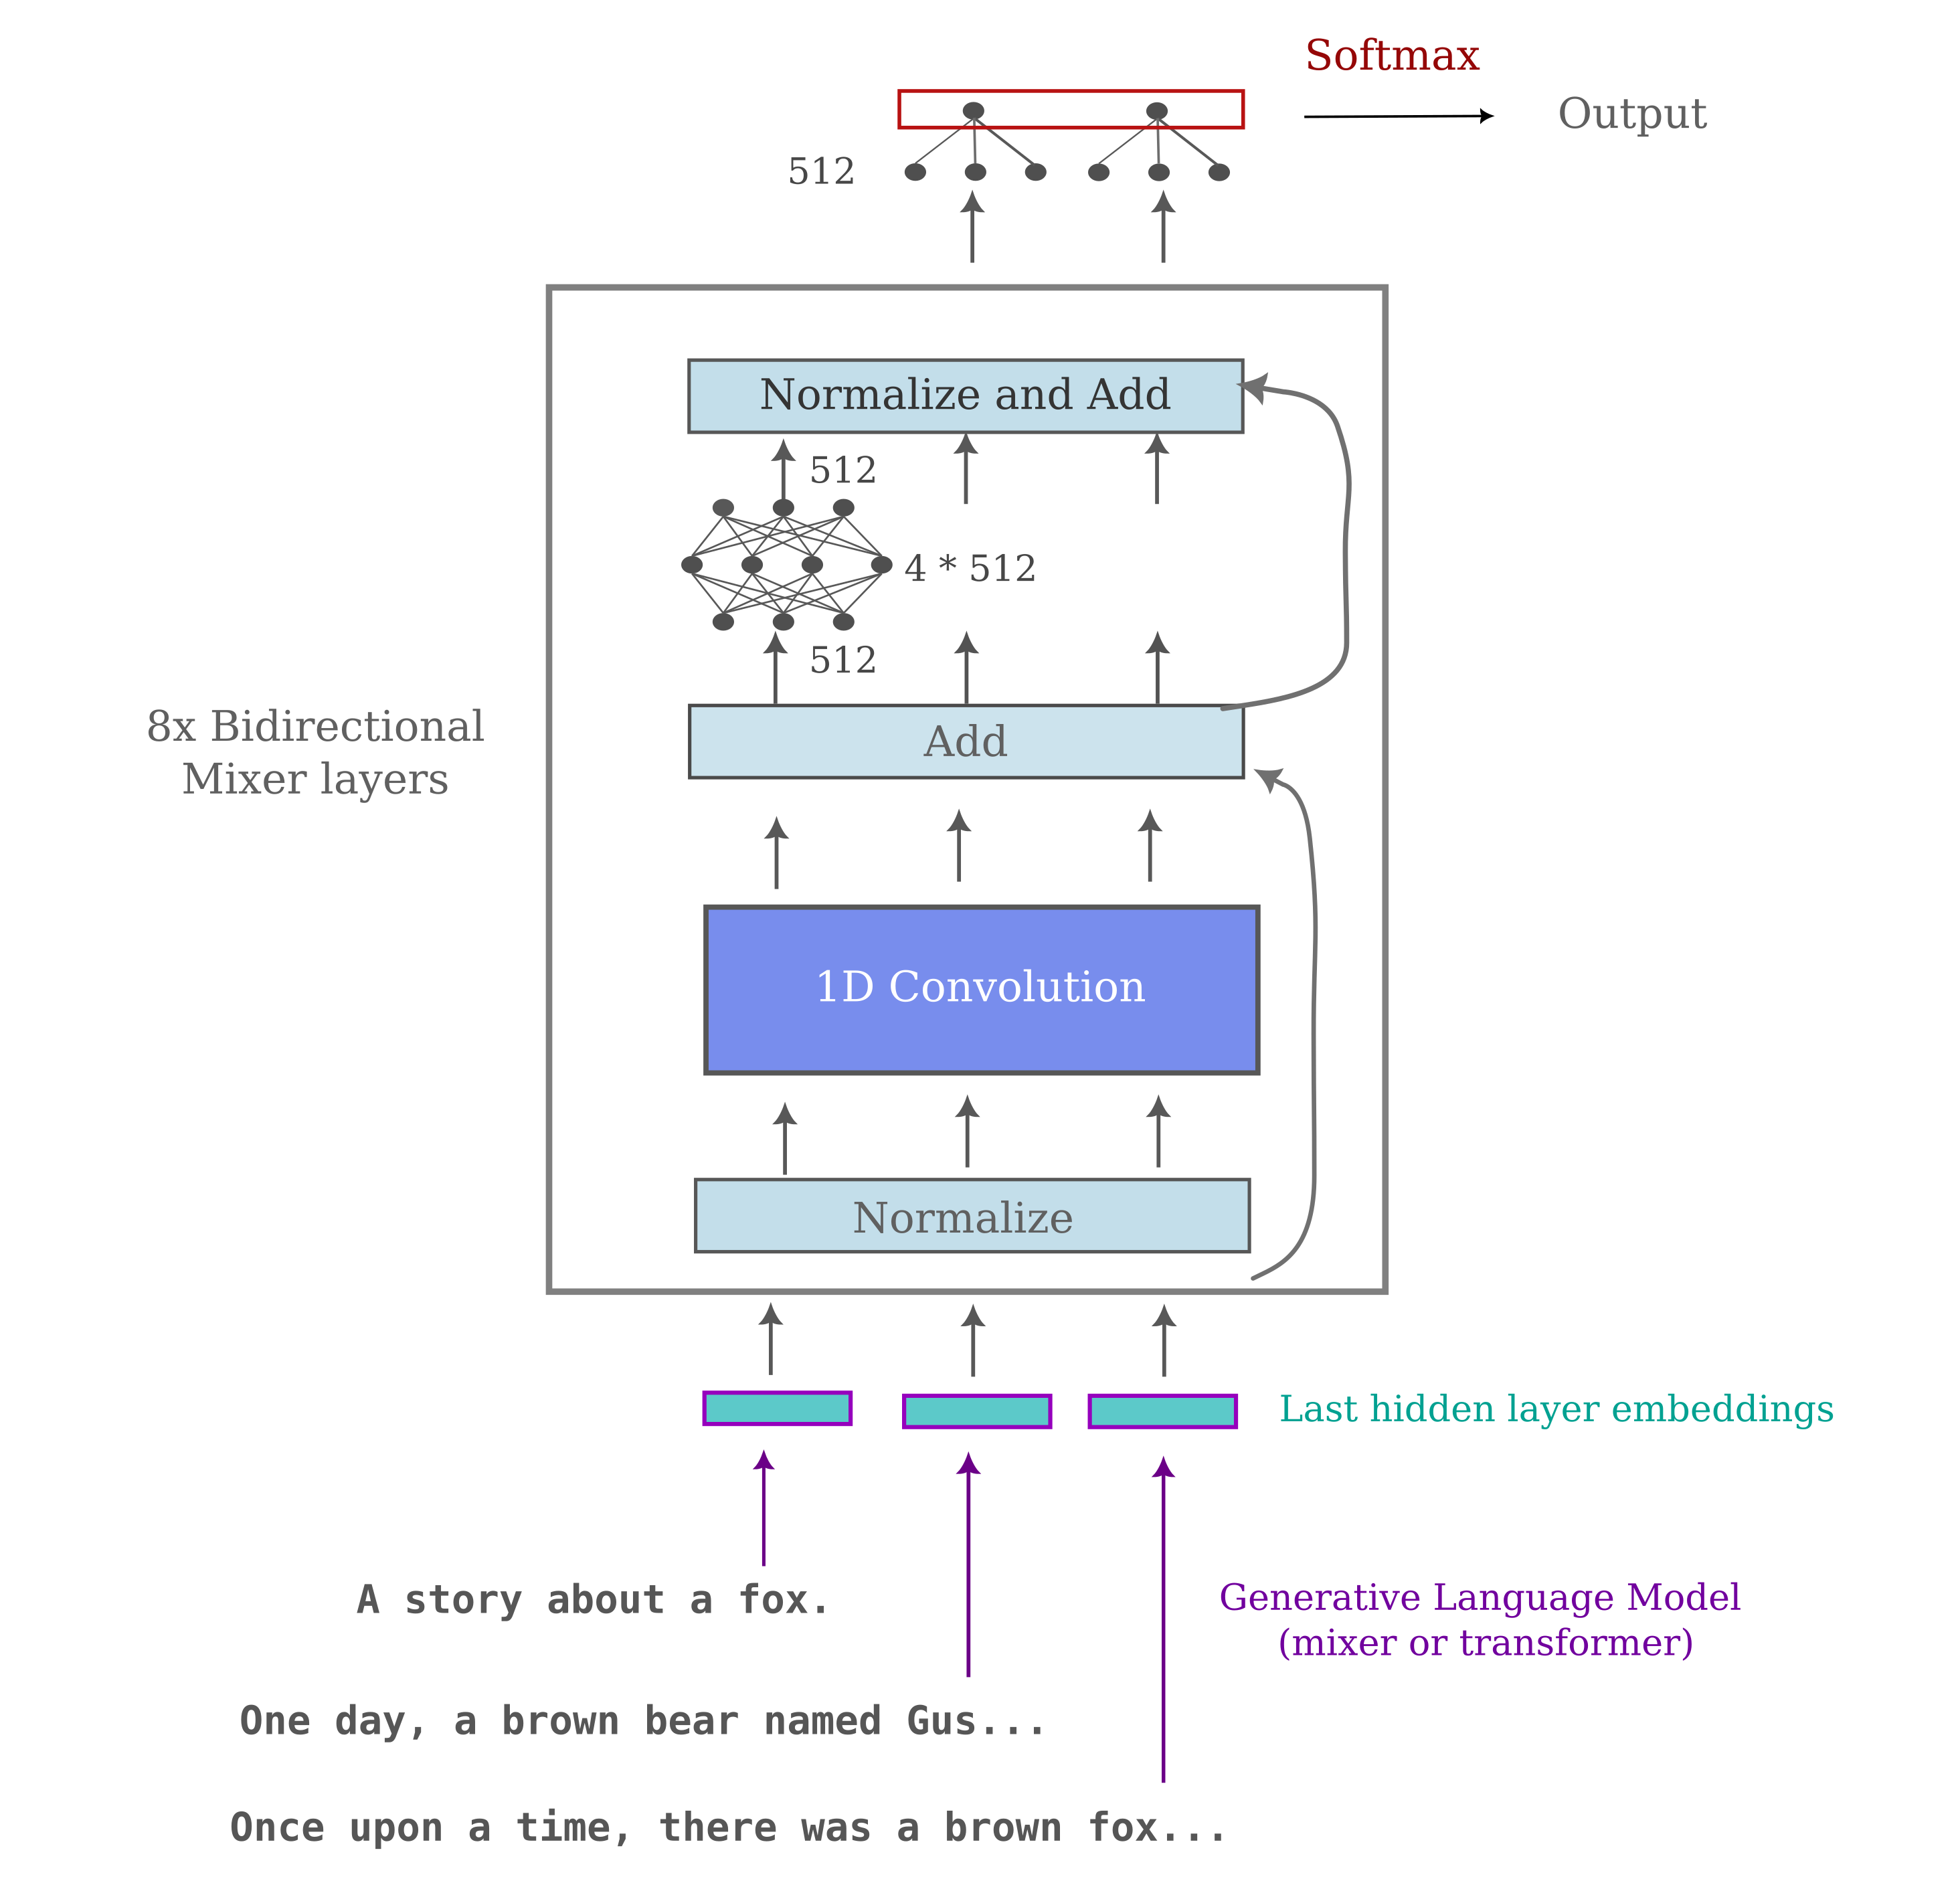 Softmax
Output
512
Normalize and Add
512
4 * 512
512
8x Bidirectional
Mixer layers
Add
1D Convolution
Normalize
Last hidden layer embeddings
A story about a fox.
Generative Language Model
(mixer or transformer)
One day, a brown bear named Gus...
Once upon a time, there was a brown fox...